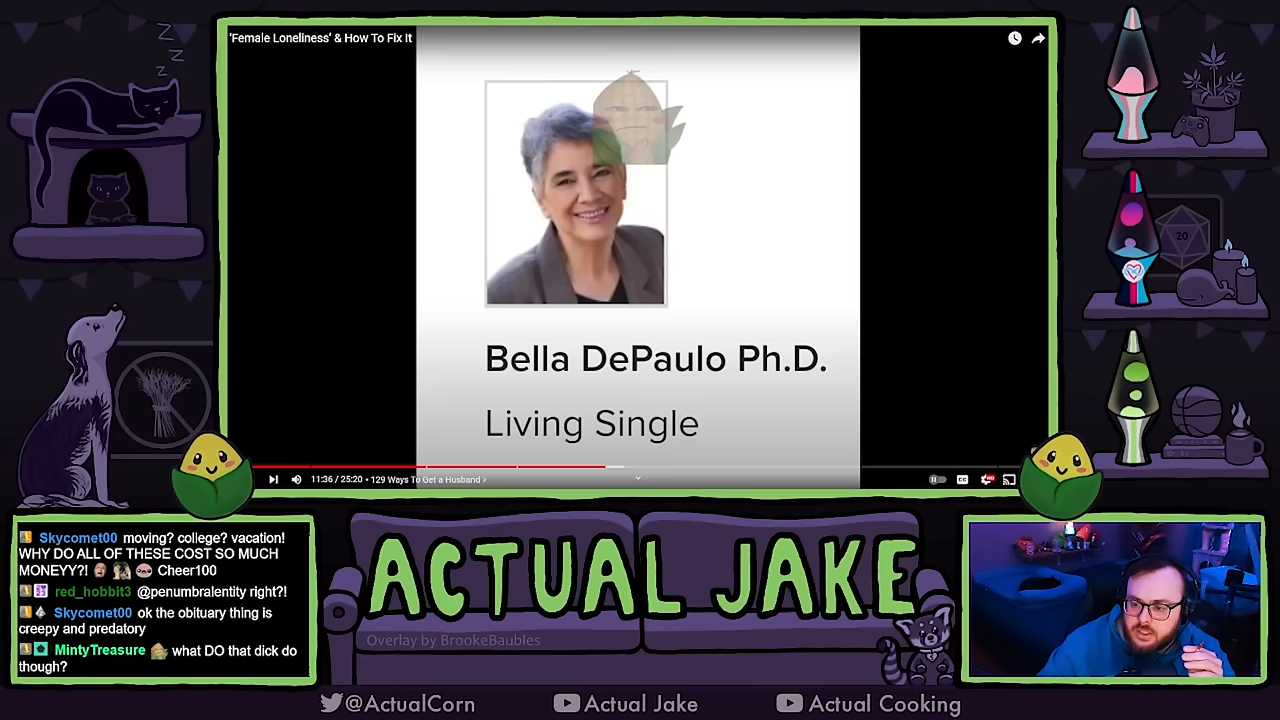 'Female Loneliness' & How To Fix It
Bella DePaulo Ph.D.
Living Single
11:36 / 25:20 • 129 Ways To Get a Husband >
CC
HD
20
Skycomet00 moving? college? vacation!
WHY DO ALL OF THESE COST SO MUCH
MONEYY?! Cheer100
red_hobbit3 @penumbralentity right?!
Skycomet00 ok the obituary thing is
creepy and predatory
MintyTreasure what DO that dick do
though?
ACTUAL JAKE
Overlay by BrookeBaubles
@ActualCorn
Actual Jake
Actual Cooking
z
z
z